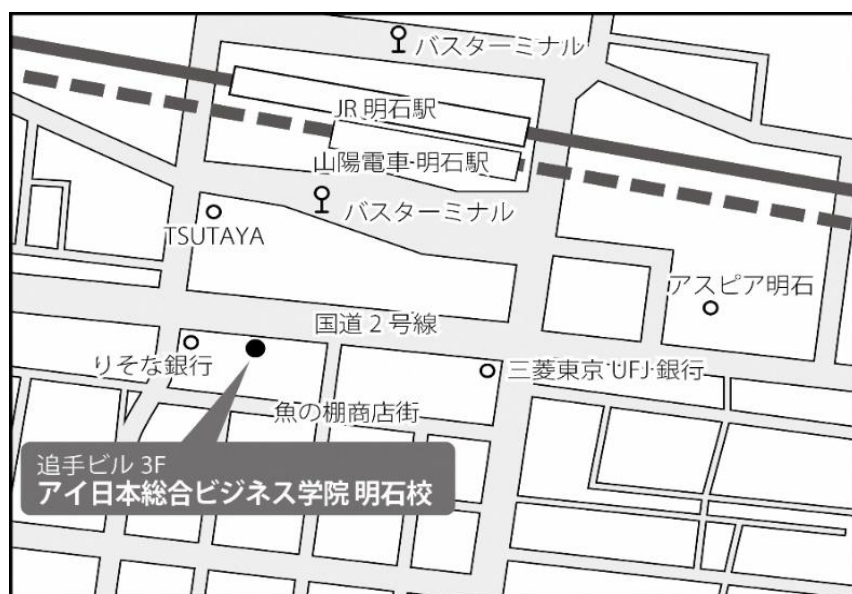 バスターミナル
JR 明石駅
山陽電車-明石駅
バスターミナル
TSUTAYA
アスピア明石
国道 2 号線
りそな銀行
三菱東京 UFJ 銀行
魚の棚商店街
追手ビル 3F
アイ日本総合ビジネス学院 明石校